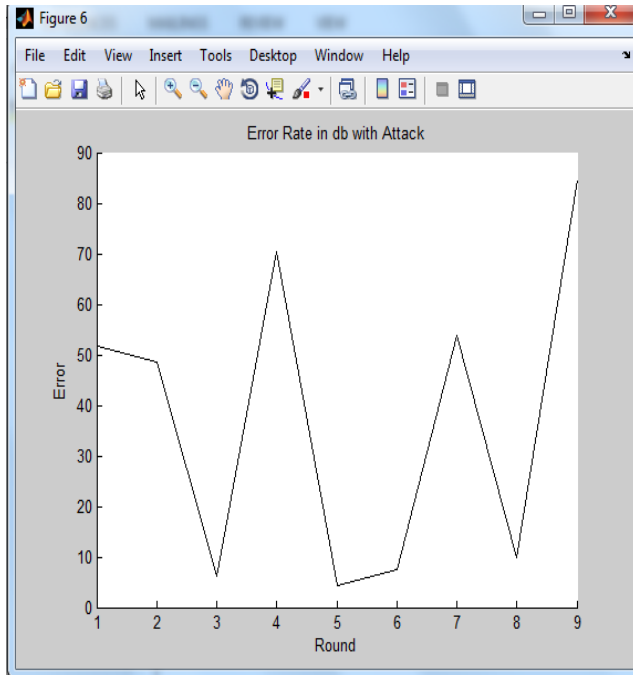 Figure 6
File Edit View Insert Tools Desktop Window Help
Error Rate in db with Attack
90
80
70
60
50
40
30
20
10
0
Error
1 2 3 4 5 6 7 8 9
Round